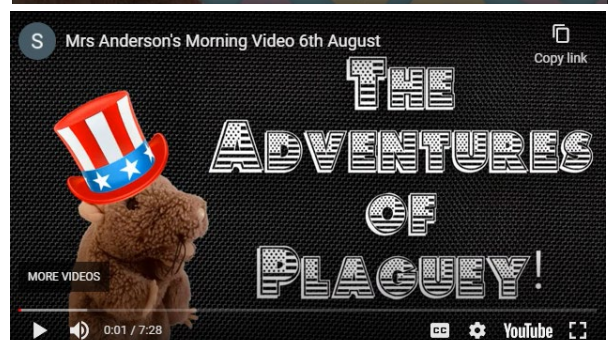 S Mrs Anderson's Morning Video 6th August
Copy link
THE
ADVENTURES
OF
PLAGUEY!
MORE VIDEOS
0:01 / 7:28
CC YouTube